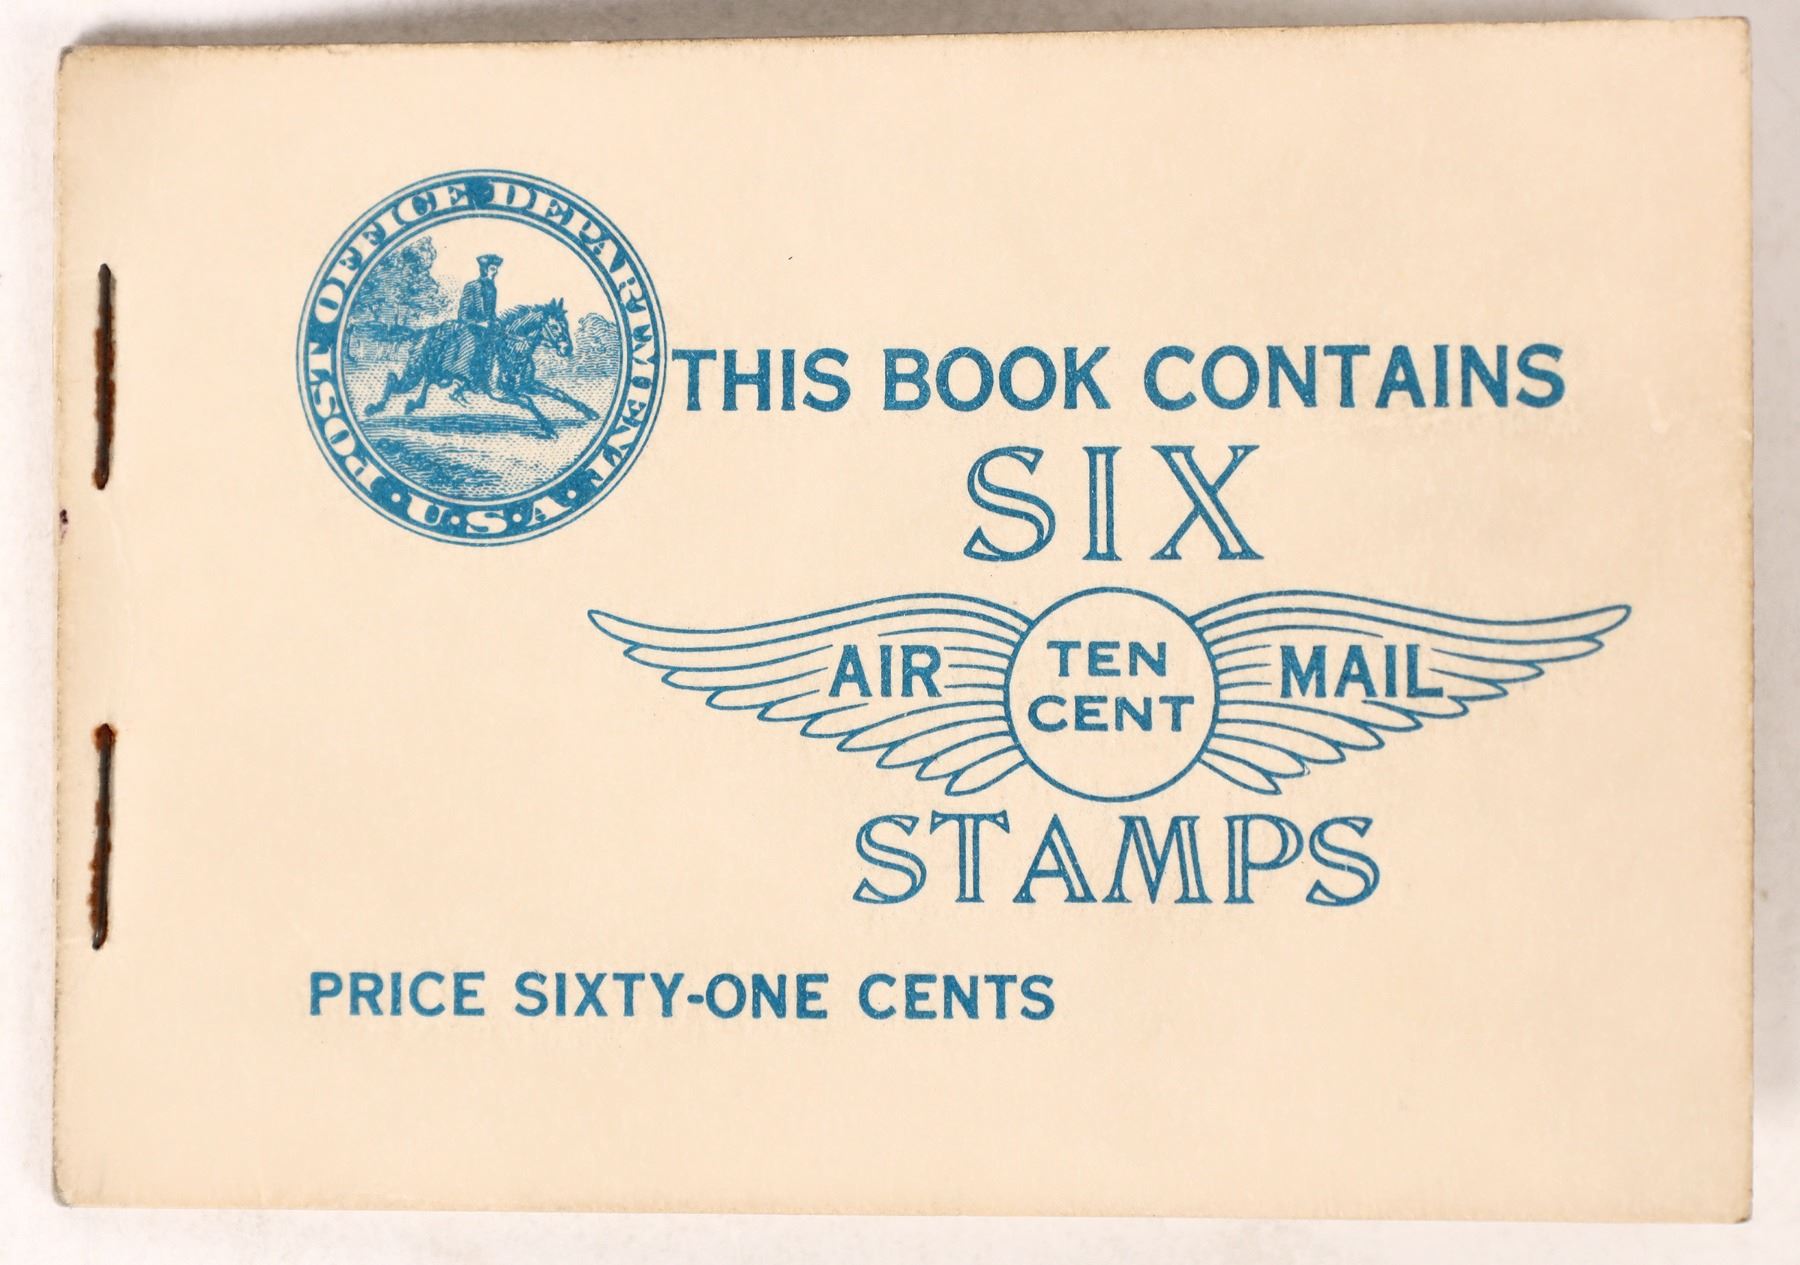 POST OFFICE DEPARTMENT
·U·S·A·
THIS BOOK CONTAINS
SIX
AIR TEN CENT MAIL
STAMPS
PRICE SIXTY-ONE CENTS